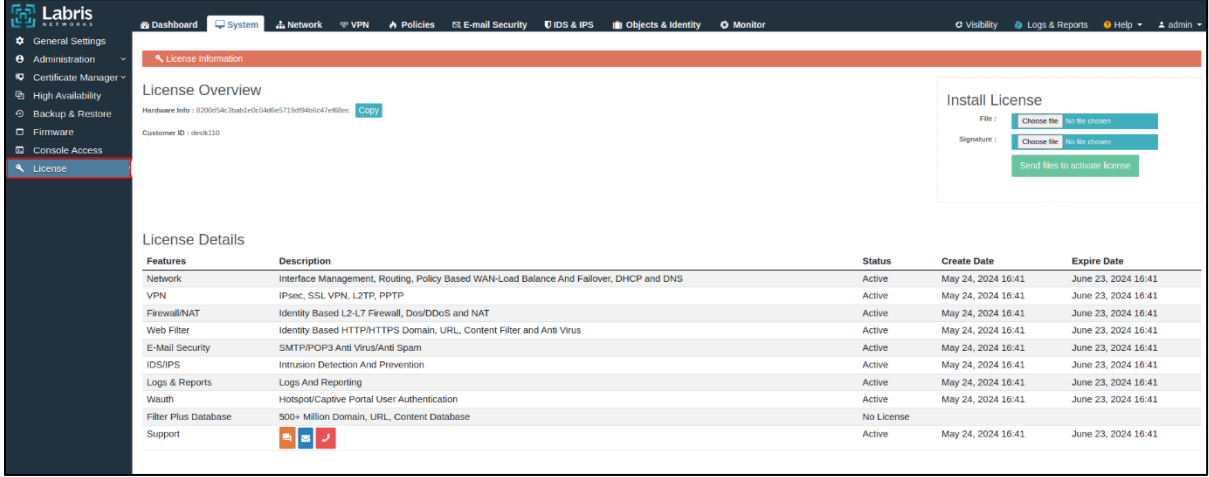 Labris
NETWORKS
Dashboard System Network VPN Policies E-mail Security IDS & IPS Objects & Identity Monitor Visibility Logs & Reports Help admin
General Settings
Administration
Certificate Manager
High Availability
Backup & Restore
Firmware
Console Access
License
License Information
License Overview
Hardware Info : 8200d54c3bab1e0c04d6e5719df94b6c47ef68ec Copy
Customer ID : destk110
Install License
File : Choose file No file chosen
Signature : Choose file No file chosen
Send files to activate license
License Details
Features Description Status Create Date Expire Date
Network Interface Management, Routing, Policy Based WAN-Load Balance And Failover, DHCP and DNS Active May 24, 2024 16:41 June 23, 2024 16:41
VPN IPsec, SSL VPN, L2TP, PPTP Active May 24, 2024 16:41 June 23, 2024 16:41
Firewall/NAT Identity Based L2-L7 Firewall, Dos/DDoS and NAT Active May 24, 2024 16:41 June 23, 2024 16:41
Web Filter Identity Based HTTP/HTTPS Domain, URL, Content Filter and Anti Virus Active May 24, 2024 16:41 June 23, 2024 16:41
E-Mail Security SMTP/POP3 Anti Virus/Anti Spam Active May 24, 2024 16:41 June 23, 2024 16:41
IDS/IPS Intrusion Detection And Prevention Active May 24, 2024 16:41 June 23, 2024 16:41
Logs & Reports Logs And Reporting Active May 24, 2024 16:41 June 23, 2024 16:41
Wauth Hotspot/Captive Portal User Authentication Active May 24, 2024 16:41 June 23, 2024 16:41
Filter Plus Database 500+ Million Domain, URL, Content Database No License
Support Active May 24, 2024 16:41 June 23, 2024 16:41